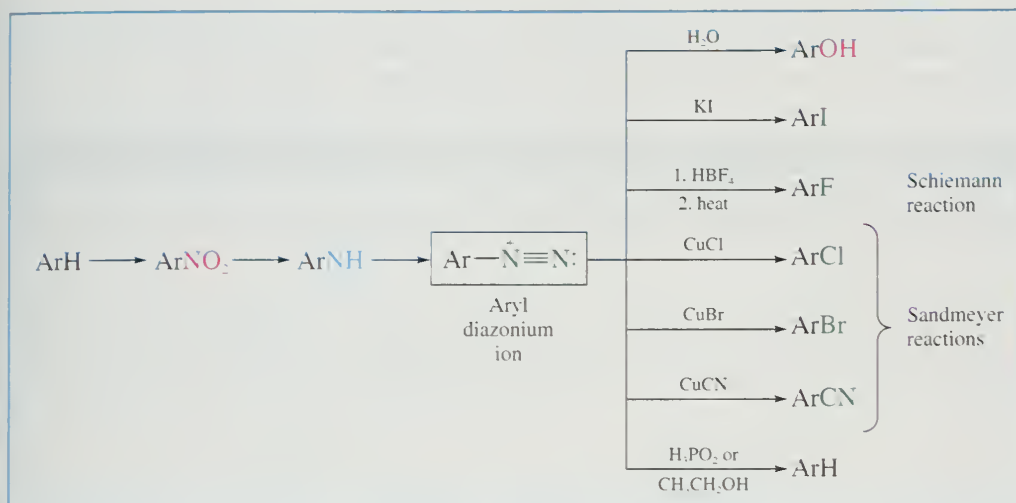 H₂O
ArOH
KI
ArI
1. HBF₄
2. heat
ArF
Schiemann
reaction
ArH
ArNO₂
ArNH
Ar—N⁺≡N:
Aryl
diazonium
ion
CuCl
ArCl
CuBr
ArBr
Sandmeyer
reactions
CuCN
ArCN
H₃PO₂ or
CH₃CH₂OH
ArH